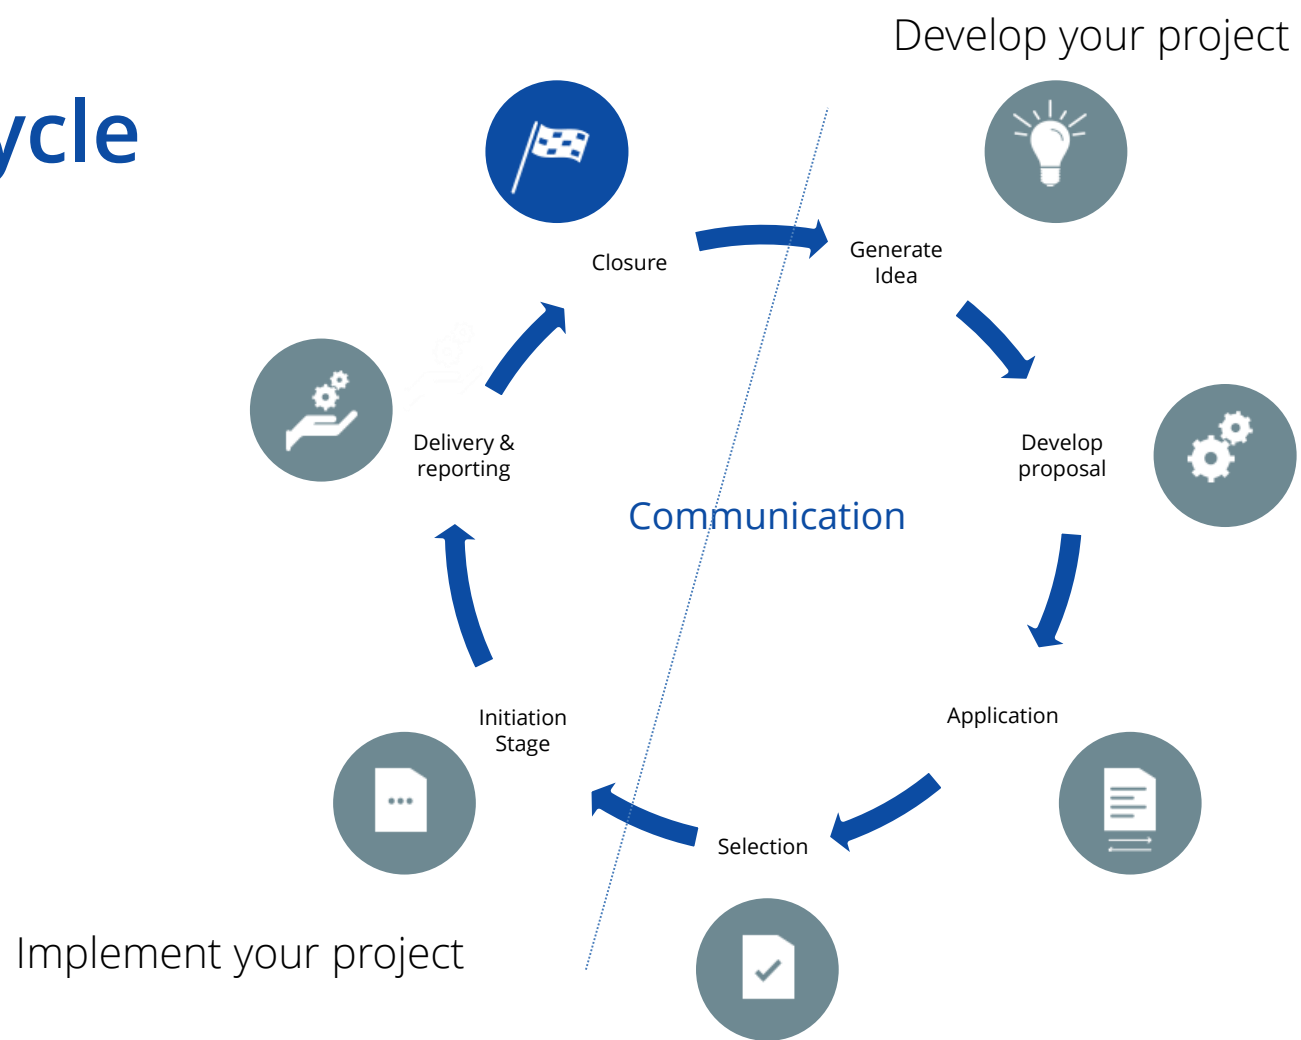 Develop your project
ycle
Closure
Generate
Idea
Delivery &
reporting
Develop
proposal
Communication
Initiation
Stage
Application
Selection
Implement your project